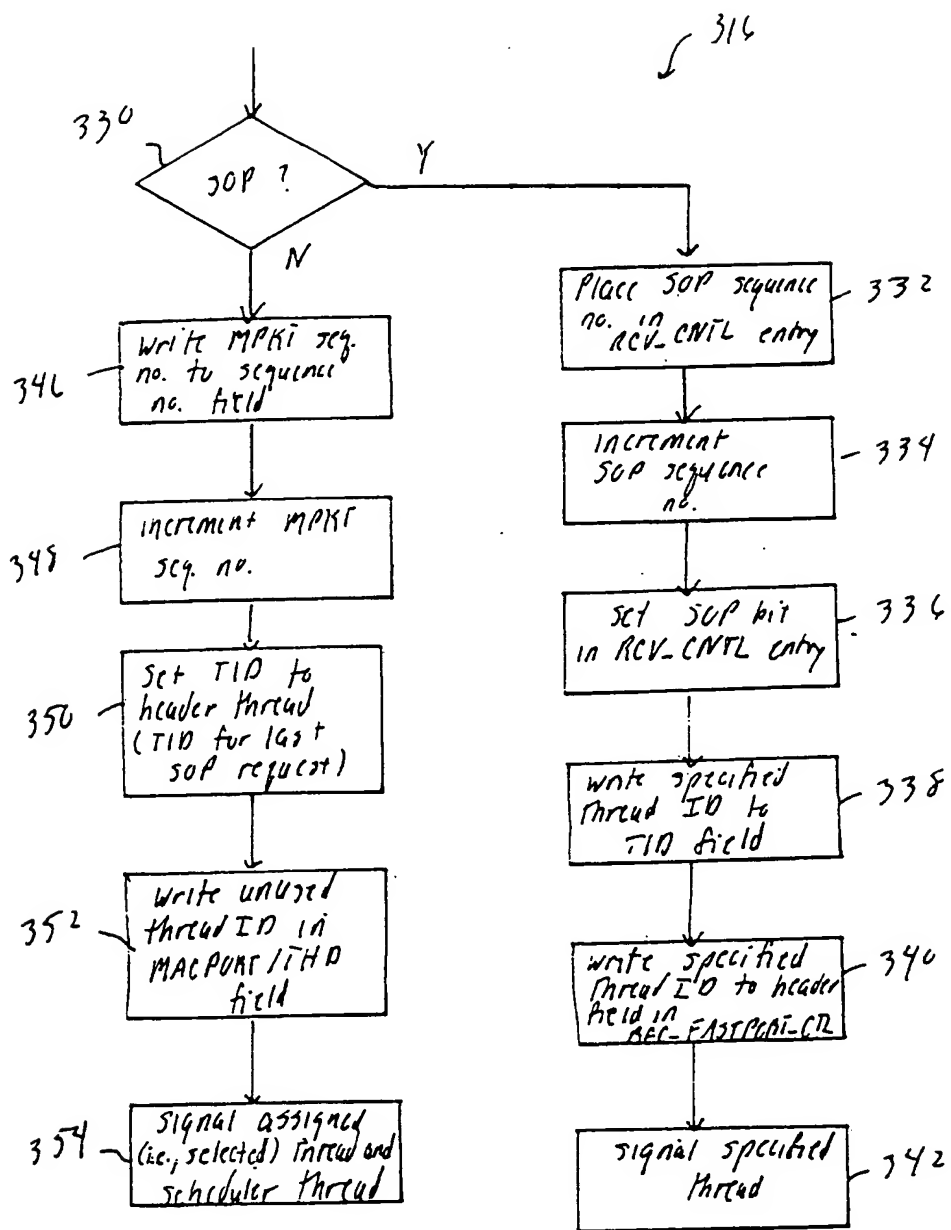 316
330
SOP ?
Y
N
Write MPKT seq.
no. to sequence
no. field
346
increment MPKT
seq. no.
348
Set TID to
header thread
(TID for last
SOP request)
350
Write unused
thread ID in
MACPORT/THD
field
352
signal assigned
(i.e., selected) thread and
scheduler thread
354
Place SOP sequence
no. in
RCV_CNTL entry
332
increment
SOP sequence
no.
334
set SOP bit
in RCV_CNTL entry
336
write specified
thread ID to
TID field
338
write specified
thread ID to header
field in
REC_FASTPORT_CTL
340
signal specified
thread
342